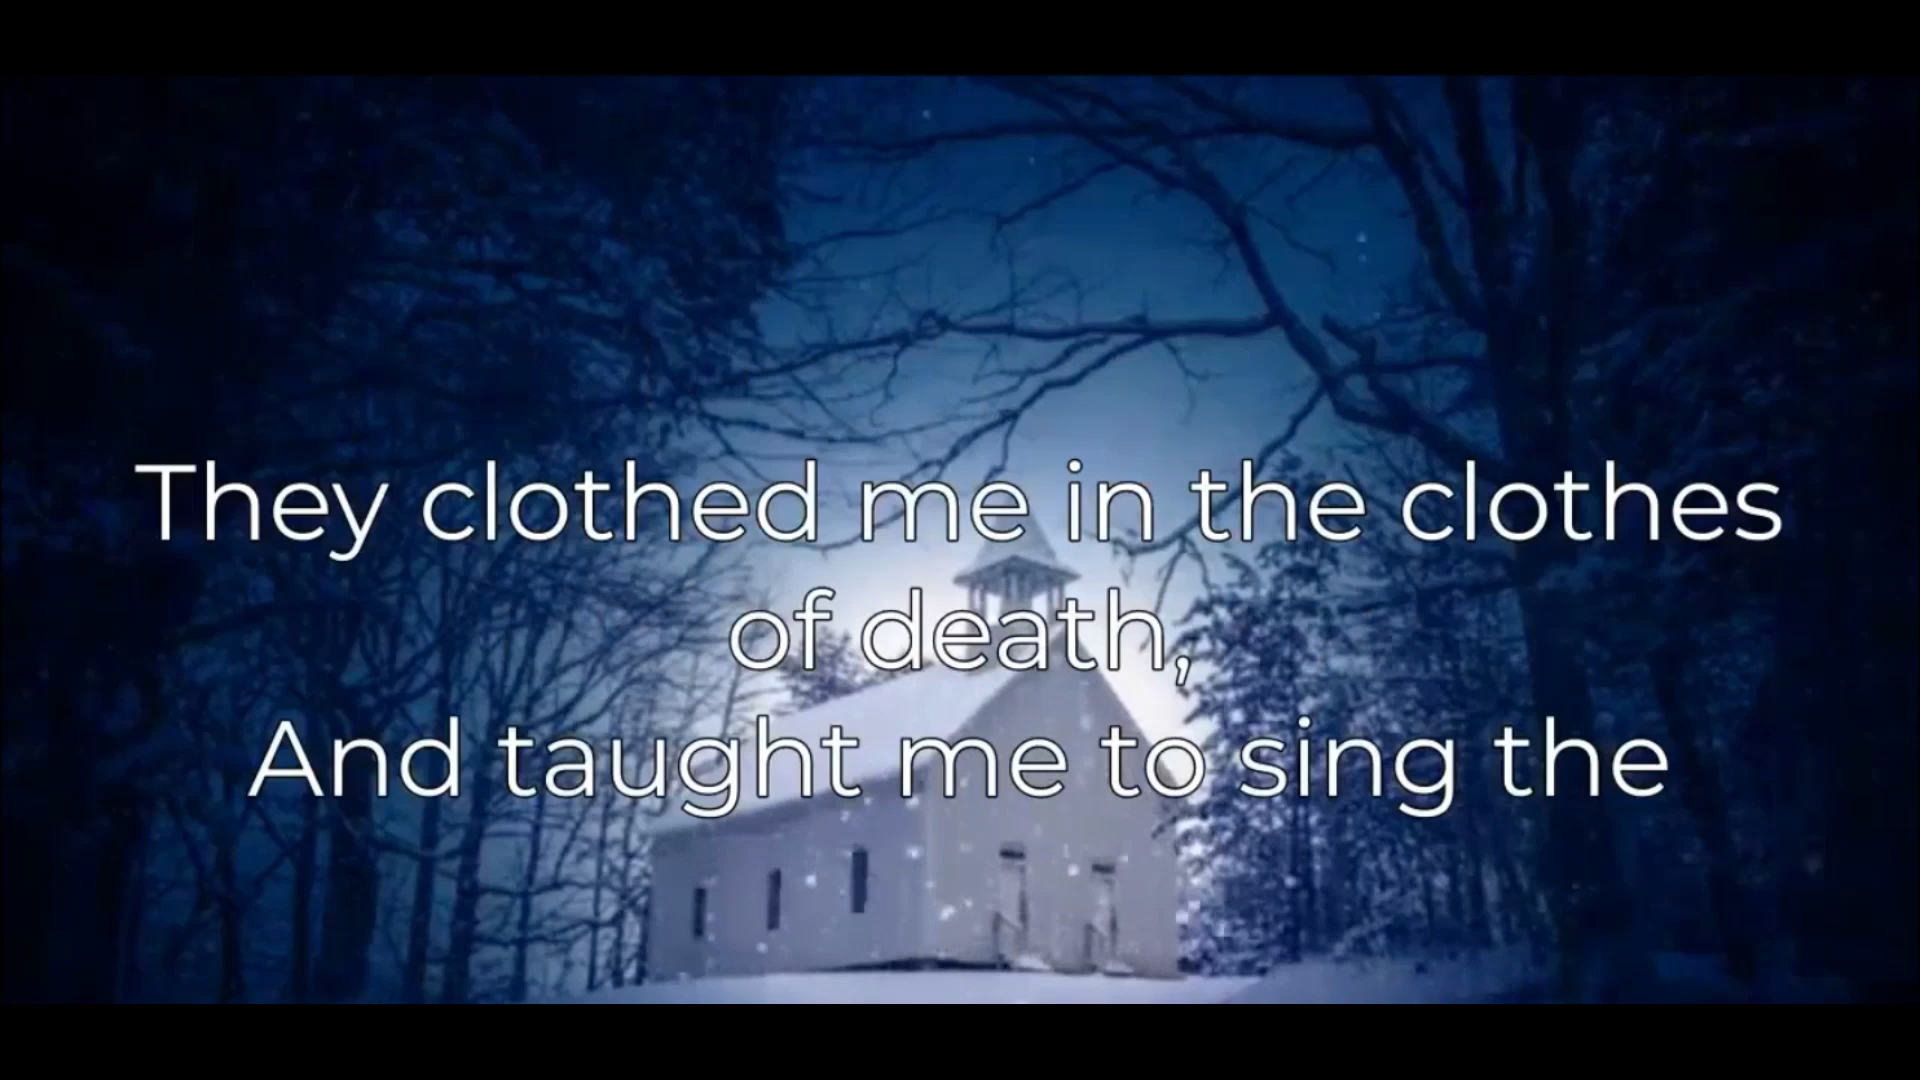 They clothed me in the clothes
of death,
And taught me to sing the